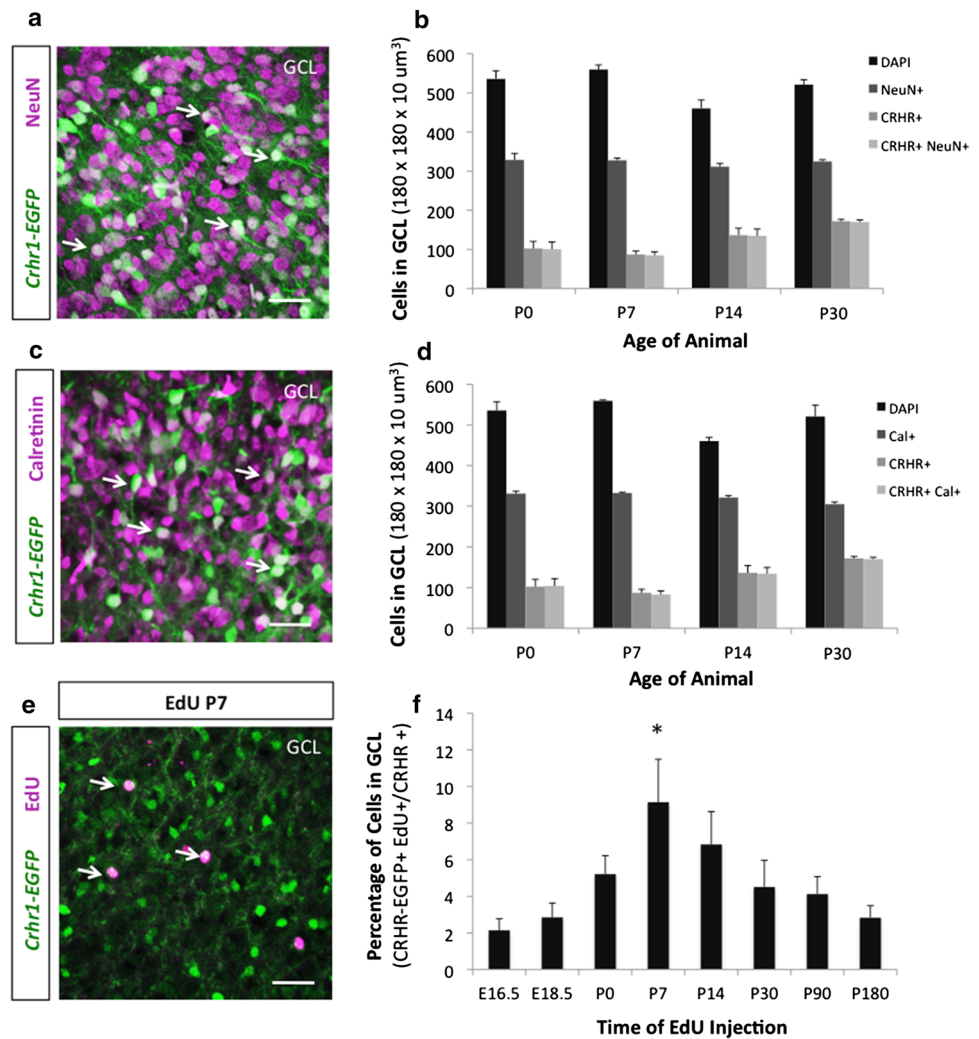 a
NeuN
Crhr1-EGFP
GCL
b
Cells in GCL (180 x 180 x 10 um³)
600
500
400
300
200
100
0
P0
P7
P14
P30
Age of Animal
DAPI
NeuN+
CRHR+
CRHR+ NeuN+
c
Calretinin
Crhr1-EGFP
GCL
d
Cells in GCL (180 x 180 x 10 um³)
600
500
400
300
200
100
0
P0
P7
P14
P30
Age of Animal
DAPI
Cal+
CRHR+
CRHR+ Cal+
e
EdU P7
EdU
Crhr1-EGFP
GCL
f
Percentage of Cells in GCL
(CRHR-EGFP+ EdU+/CRHR +)
14
12
10
8
6
4
2
0
*
E16.5
E18.5
P0
P7
P14
P30
P90
P180
Time of EdU Injection